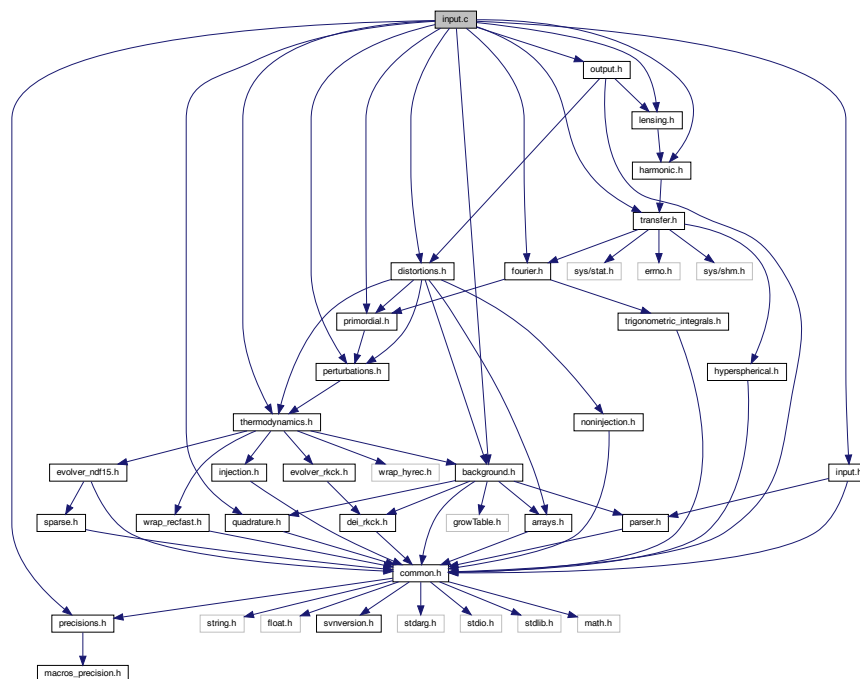 input.c
output.h
lensing.h
harmonic.h
transfer.h
distortions.h
fourier.h
sys/stat.h
errno.h
sys/shm.h
primordial.h
trigonometric_integrals.h
perturbations.h
hyperspherical.h
thermodynamics.h
noninjection.h
evolver_ndf15.h
injection.h
evolver_rkck.h
wrap_hyrec.h
background.h
input.h
sparse.h
wrap_recfast.h
quadrature.h
dei_rkck.h
growTable.h
arrays.h
parser.h
common.h
precisions.h
string.h
float.h
svnversion.h
stdarg.h
stdio.h
stdlib.h
math.h
macros_precision.h